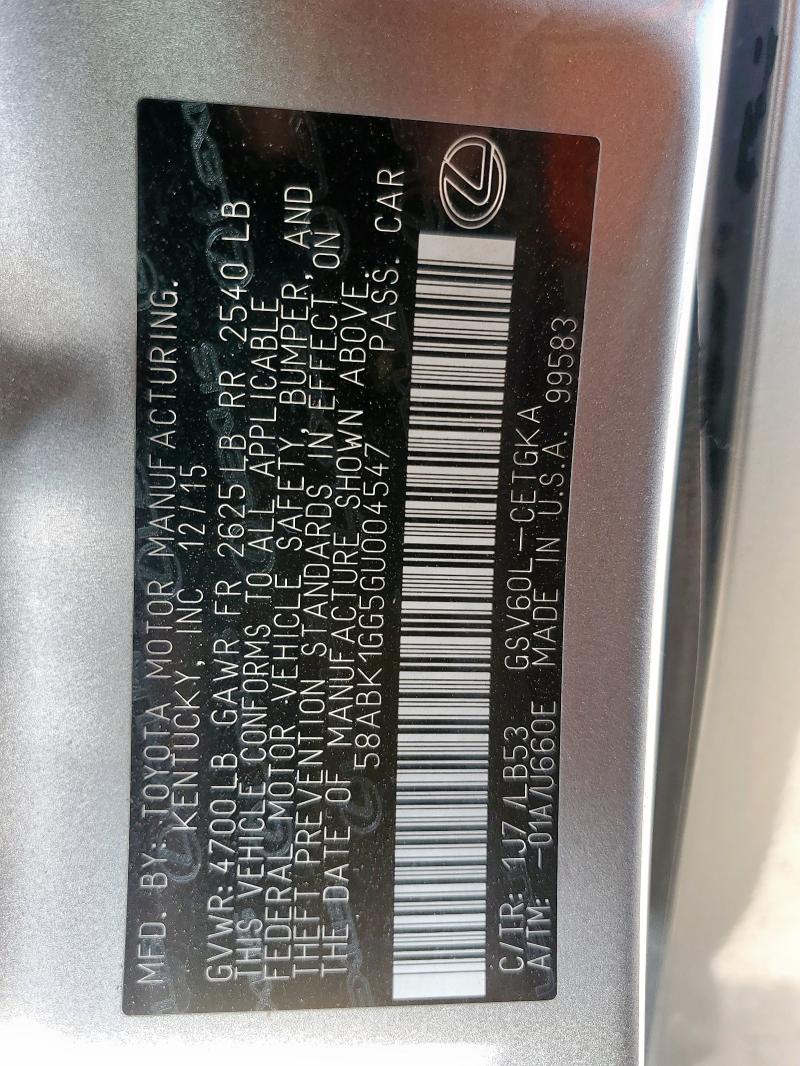 MFD. BY: TOYOTA MOTOR MANUFACTURING.
KENTUCKY, INC 12/15
GVWR: 4700LB GAWR FR 2625 LB RR 2540 LB
THIS VEHICLE CONFORMS TO ALL APPLICABLE
FEDERAL MOTOR VEHICLE SAFETY, BUMPER, AND
THEFT PREVENTION STANDARDS IN EFFECT ON
THE DATE OF MANUFACTURE SHOWN ABOVE.
58ABK1GG5GU004547 PASS. CAR
C/TR: 1J7/LB53 GSV60L-CETGKA
A/TM: -01A/U660E MADE IN U.S.A. 99583